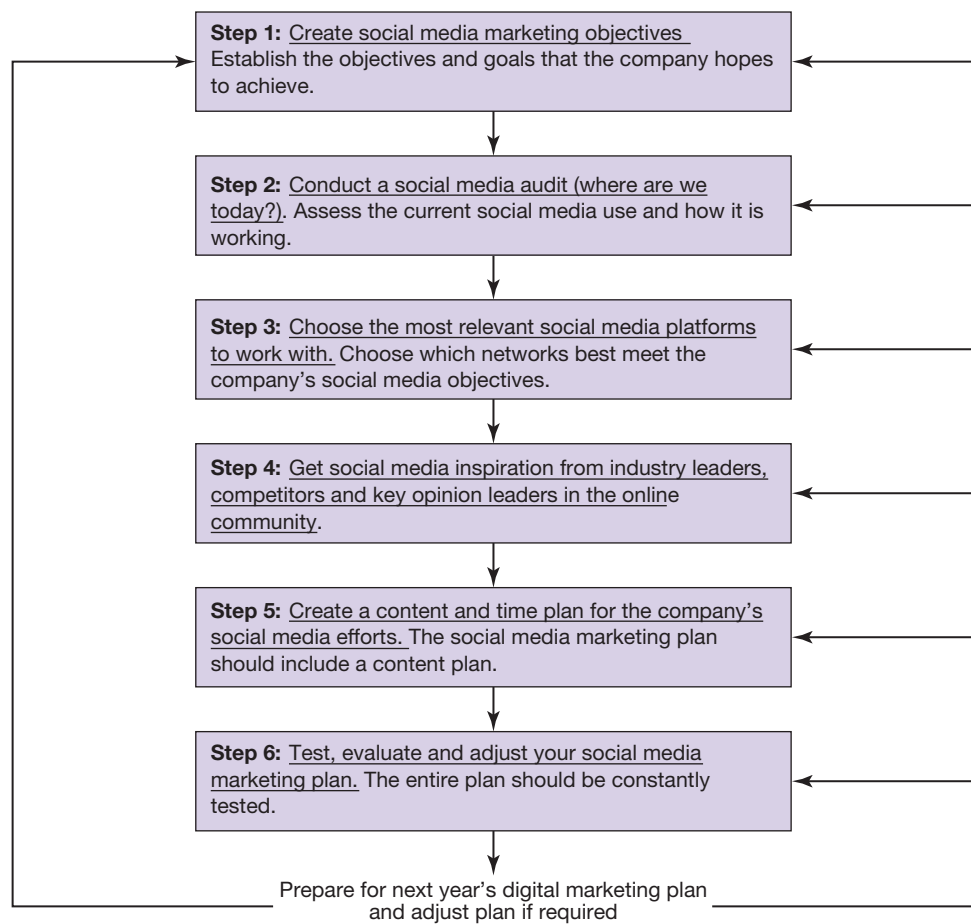 Step 1: Create social media marketing objectives
Establish the objectives and goals that the company hopes
to achieve.
Step 2: Conduct a social media audit (where are we
today?). Assess the current social media use and how it is
working.
Step 3: Choose the most relevant social media platforms
to work with. Choose which networks best meet the
company’s social media objectives.
Step 4: Get social media inspiration from industry leaders,
competitors and key opinion leaders in the online
community.
Step 5: Create a content and time plan for the company’s
social media efforts. The social media marketing plan
should include a content plan.
Step 6: Test, evaluate and adjust your social media
marketing plan. The entire plan should be constantly
tested.
Prepare for next year’s digital marketing plan
and adjust plan if required